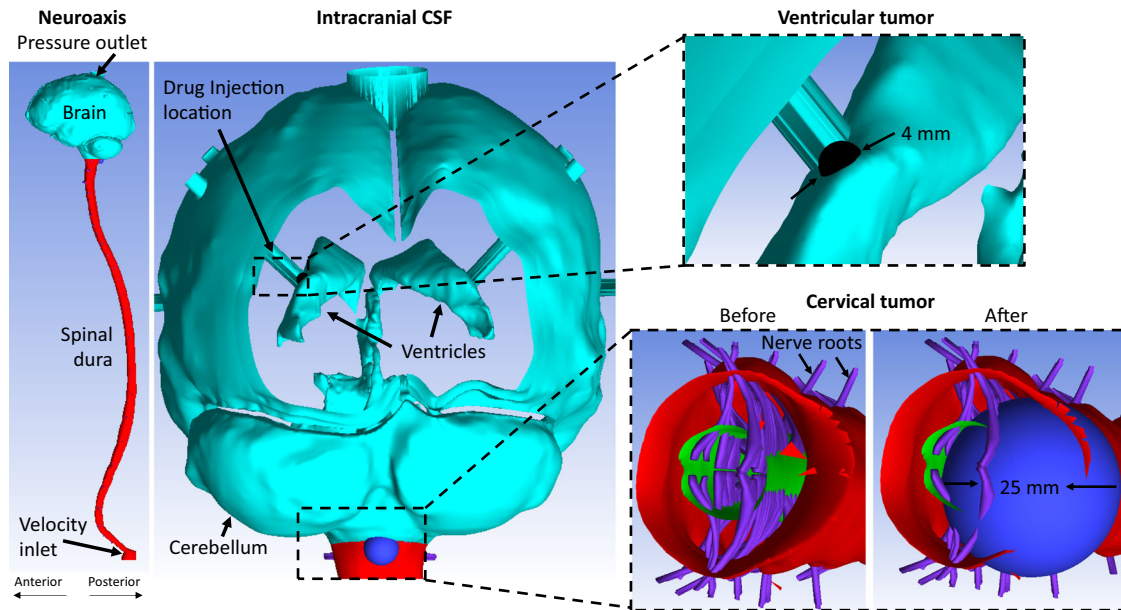 Neuroaxis
Pressure outlet
Brain
Spinal
dura
Velocity
inlet
Anterior Posterior
Intracranial CSF
Drug Injection
location
Ventricles
Cerebellum
Ventricular tumor
4 mm
Cervical tumor
Before After
Nerve roots
25 mm